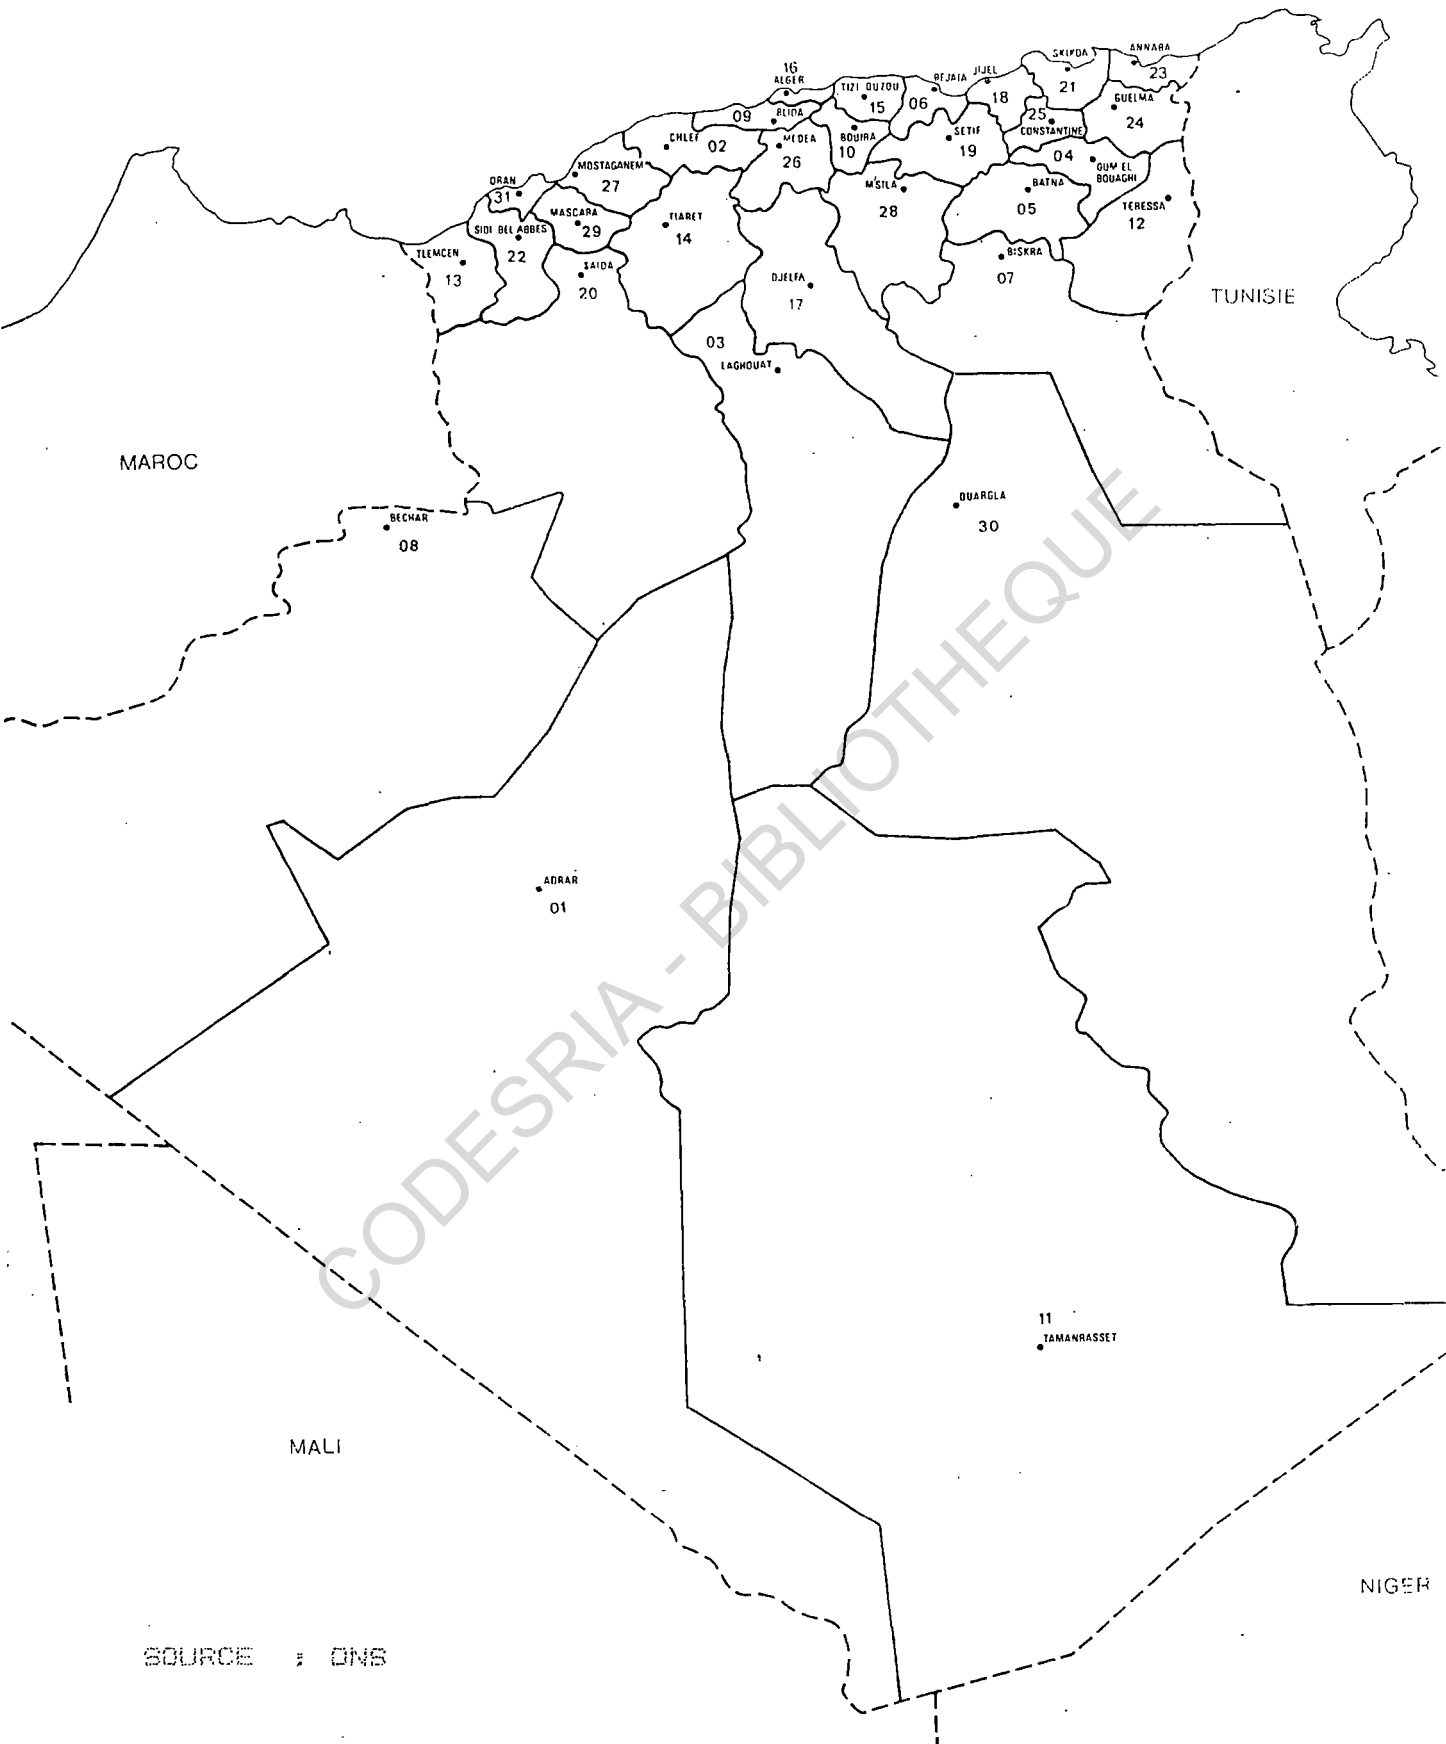 SKIKDA
21
ANNABA
23
16
ALGER
JIJEL
18
BEJAIA
06
TIZI OUZOU
15
GUELMA
24
09
BLIDA
25
CONSTANTINE
BOUIRA
10
SETIF
19
CHLEF
02
MEDEA
26
04
OUM EL
BOUAGHI
MOSTAGANEM
27
ORAN
31
M'SILA
28
BATNA
05
TEBESSA
12
MASCARA
29
TIARET
14
SIDI BEL ABBES
22
TLEMCEN
13
SAIDA
20
BISKRA
07
DJELFA
17
TUNISIE
03
LAGHOUAT
MAROC
OUARGLA
30
BECHAR
08
ADRAR
01
CODESRIA - BIBLIOTHEQUE
11
TAMANRASSET
MALI
NIGER
SOURCE : ONS